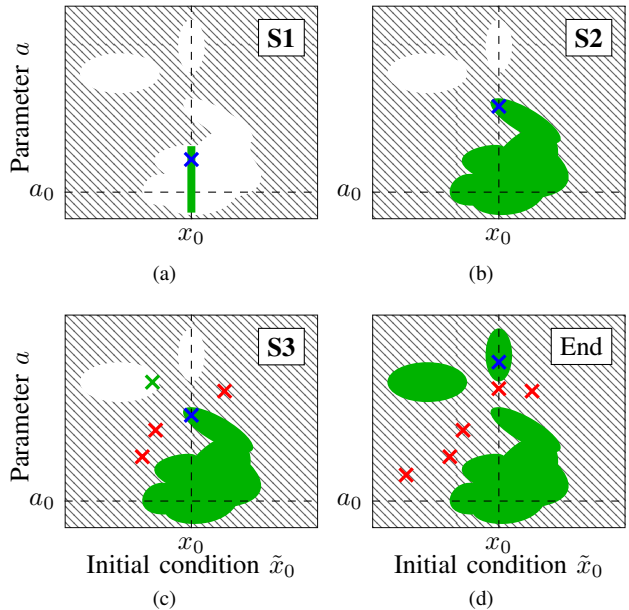 Parameter a
S1
a₀
x₀
(a)
S2
a₀
x₀
(b)
Parameter a
S3
a₀
x₀
Initial condition x̃₀
(c)
End
a₀
x₀
Initial condition x̃₀
(d)